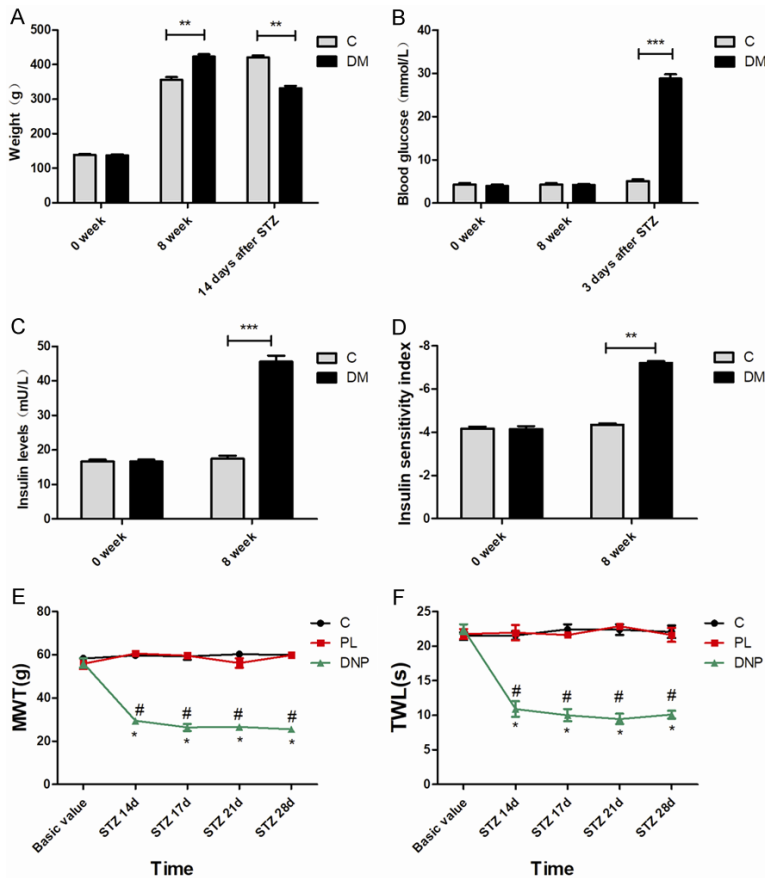 A
**
**
C
DM
Weight（g）
500
400
300
200
100
0
0 week
8 week
14 days after STZ
B
***
C
DM
Blood glucose（mmol/L）
40
30
20
10
0
0 week
8 week
3 days after STZ
C
***
C
DM
Insulin levels（mU/L）
50
40
30
20
10
0
0 week
8 week
D
**
C
DM
Insulin sensitivity index
-8
-6
-4
-2
0
0 week
8 week
E
C
PL
DNP
MWT(g)
80
60
40
20
0
# # # #
* * * *
Basic value
STZ 14d
STZ 17d
STZ 21d
STZ 28d
Time
F
C
PL
DNP
TWL(s)
25
20
15
10
5
0
# # # #
* * * *
Basic value
STZ 14d
STZ 17d
STZ 21d
STZ 28d
Time